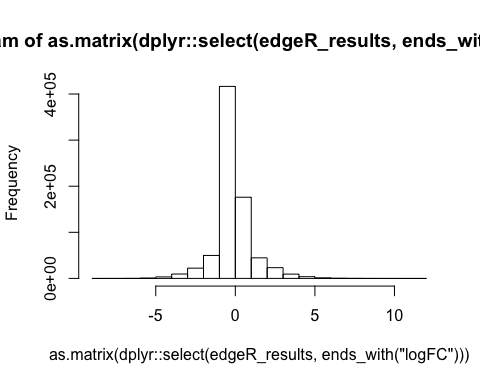 am of as.matrix(dplyr::select(edgeR_results, ends_wit
4e+05
2e+05
0e+00
Frequency
-5 0 5 10
as.matrix(dplyr::select(edgeR_results, ends_with("logFC")))